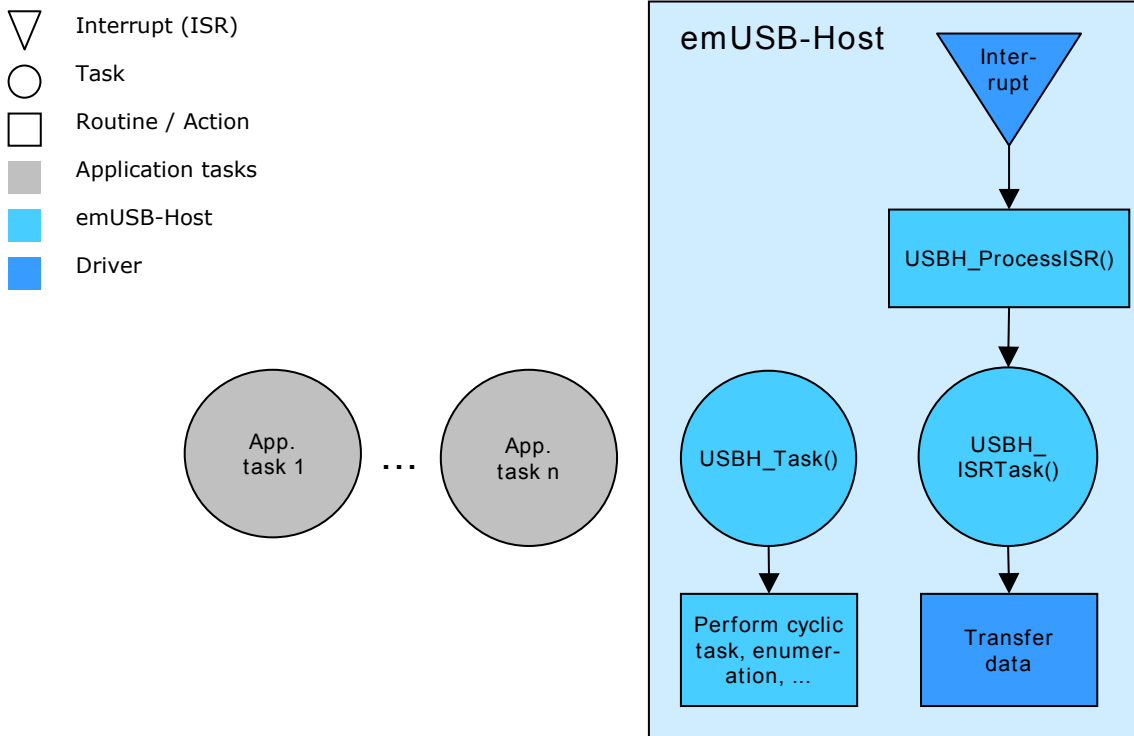 Interrupt (ISR)
Task
Routine / Action
Application tasks
emUSB-Host
Driver
App.
task 1
...
App.
task n
emUSB-Host
Inter-
rupt
USBH_ProcessISR()
USBH_Task()
USBH_
ISRTask()
Perform cyclic
task, enumer-
ation, ...
Transfer
data